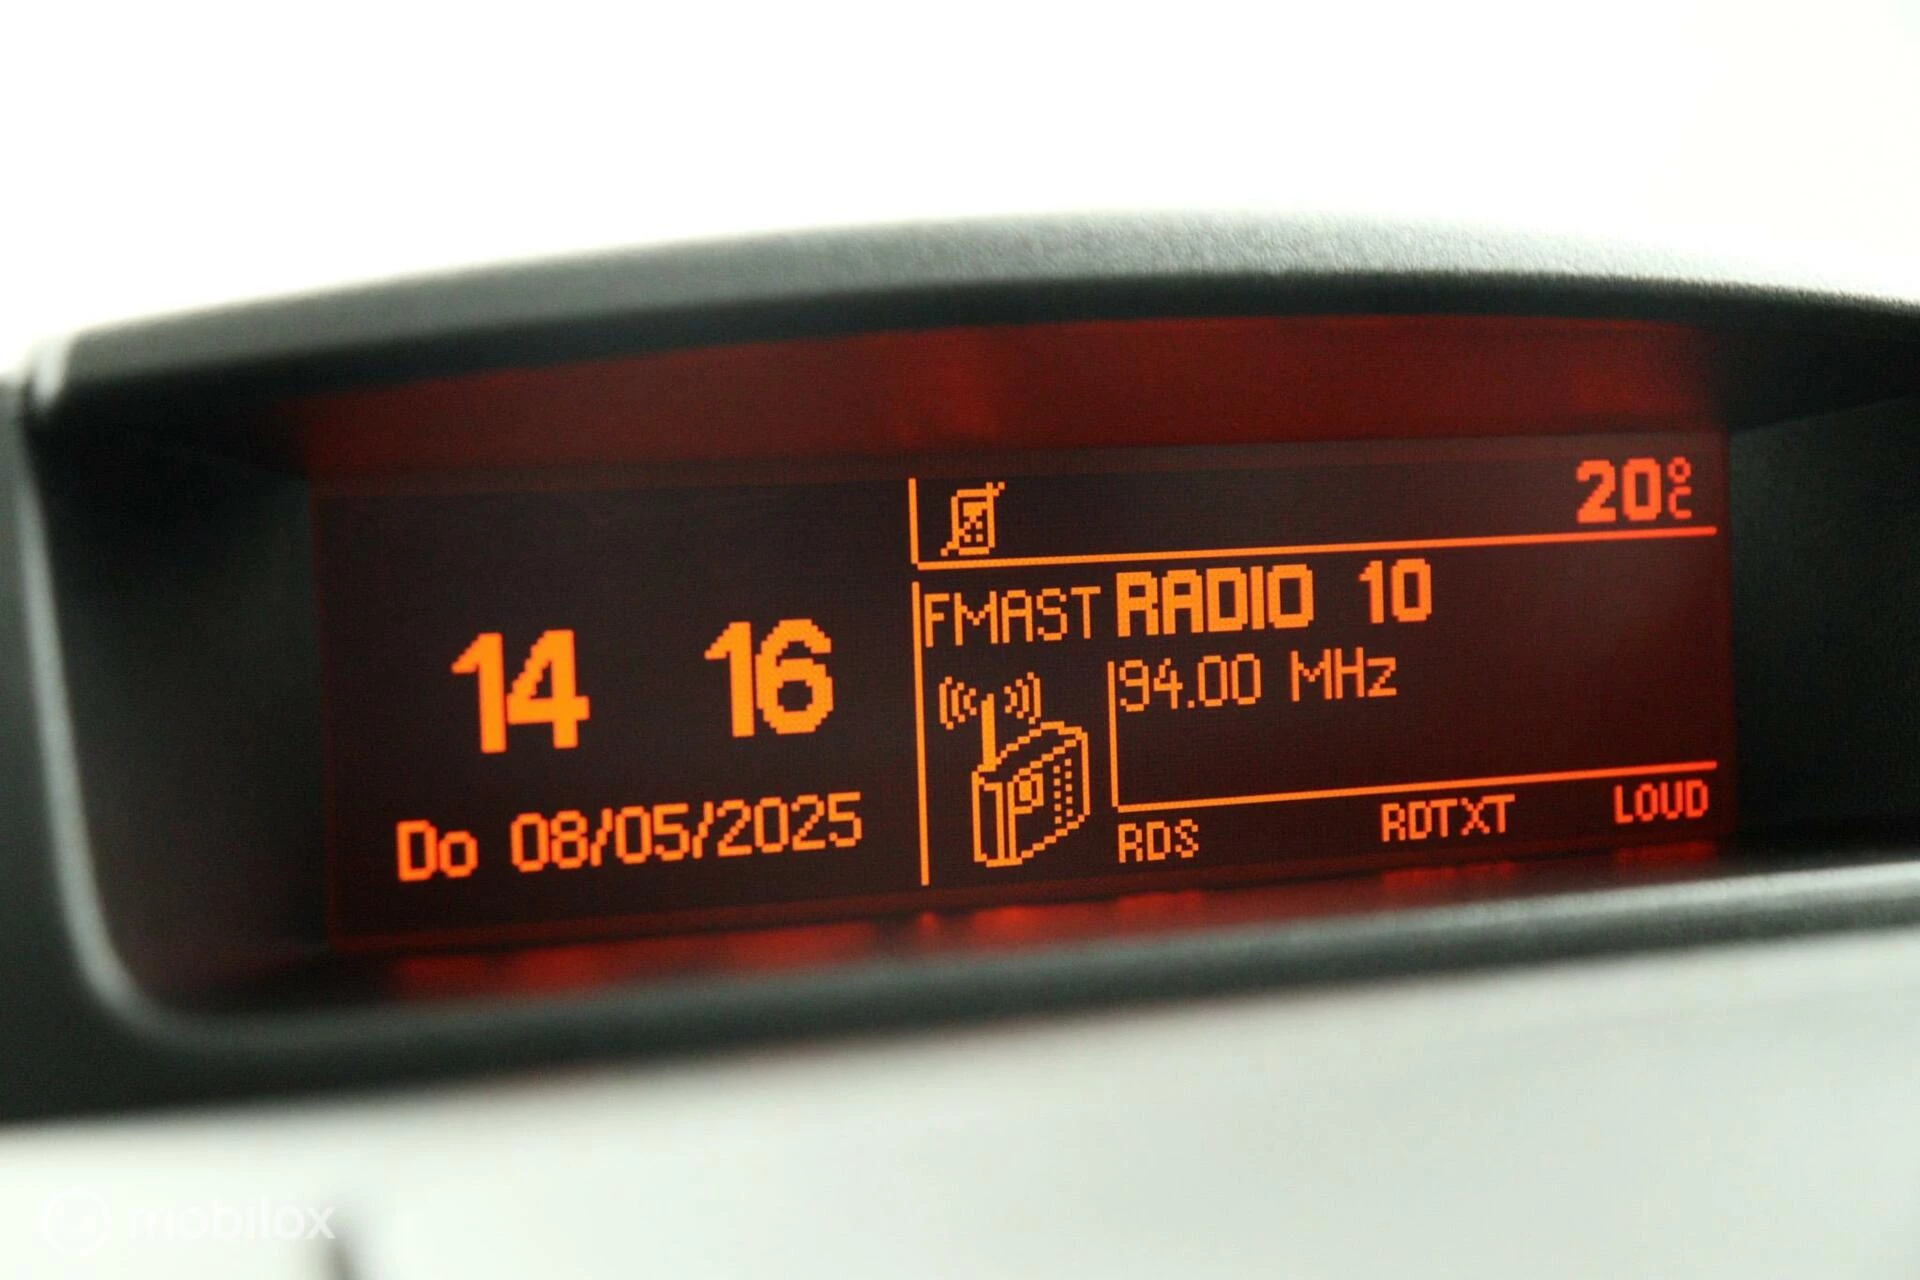 20°C
FMAST RADIO 10
94.00 MHz
14 16
Do 08/05/2025
RDS RDTXT LOUD
mobilox